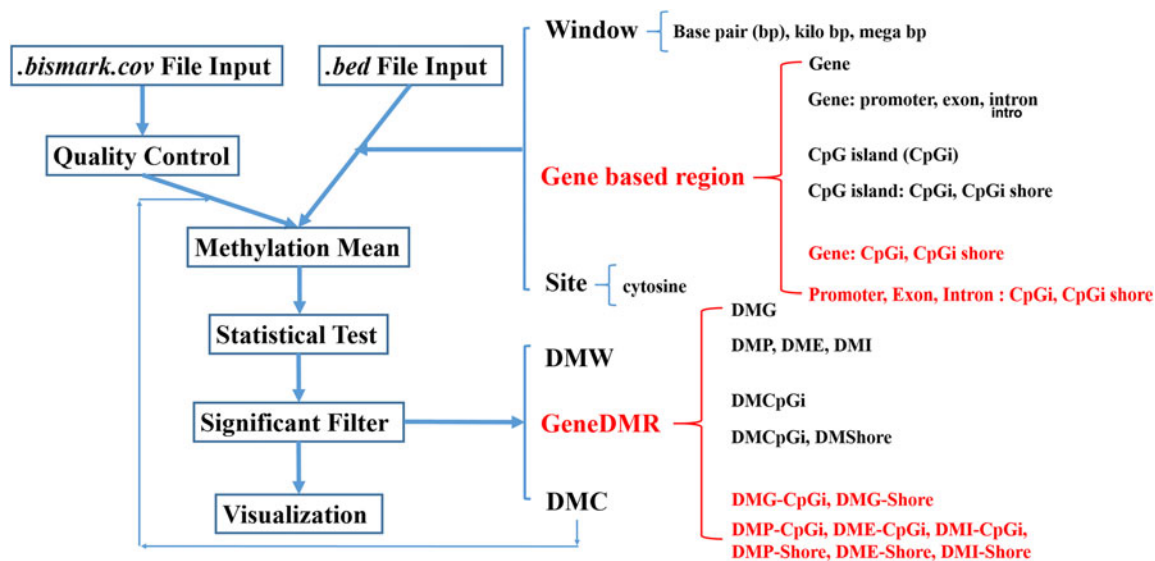 .bismark.cov File Input
.bed File Input
Quality Control
Methylation Mean
Statistical Test
Significant Filter
Visualization
Window
Base pair (bp), kilo bp, mega bp
Gene based region
Gene
Gene: promoter, exon, intron
intro
CpG island (CpGi)
CpG island: CpGi, CpGi shore
Gene: CpGi, CpGi shore
Promoter, Exon, Intron : CpGi, CpGi shore
Site
cytosine
DMW
GeneDMR
DMG
DMP, DME, DMI
DMCpGi
DMCpGi, DMShore
DMG-CpGi, DMG-Shore
DMP-CpGi, DME-CpGi, DMI-CpGi,
DMP-Shore, DME-Shore, DMI-Shore
DMC